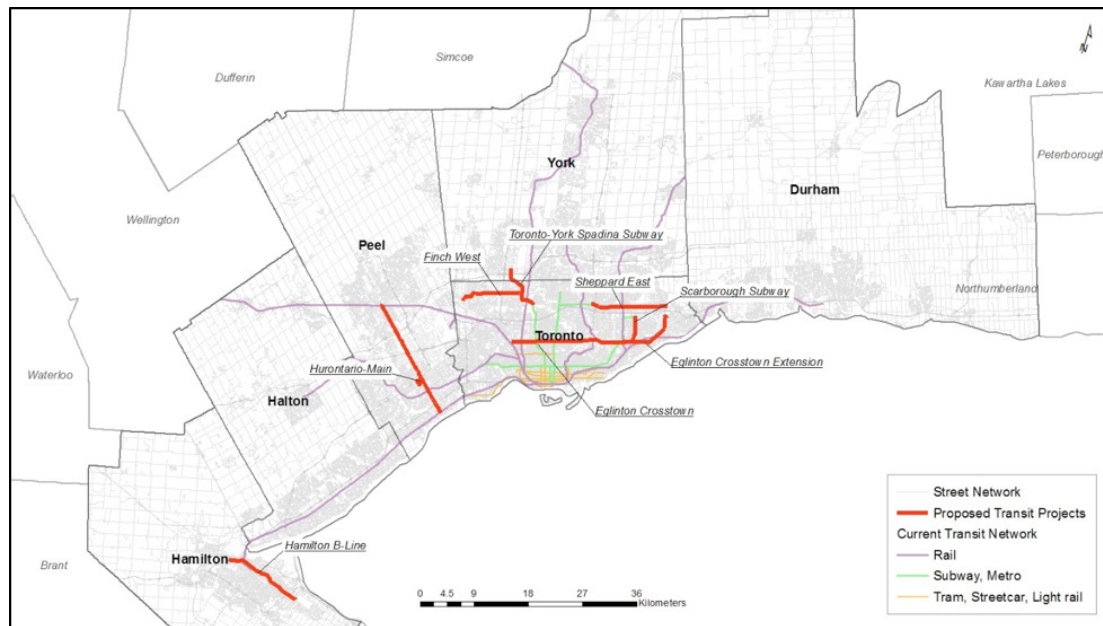 Simcoe
Dufferin
N
Kawartha Lakes
York
Peterborough
Durham
Wellington
Peel
Toronto-York Spadina Subway
Finch West
Sheppard East
Scarborough Subway
Northumberland
Toronto
Eglinton Crosstown Extension
Hurontario-Main
Waterloo
Halton
Eglinton Crosstown
Street Network
Proposed Transit Projects
Current Transit Network
Rail
Subway, Metro
Tram, Streetcar, Light rail
Hamilton B-Line
Hamilton
Brant
0 4.5 9 18 27 36
Kilometers